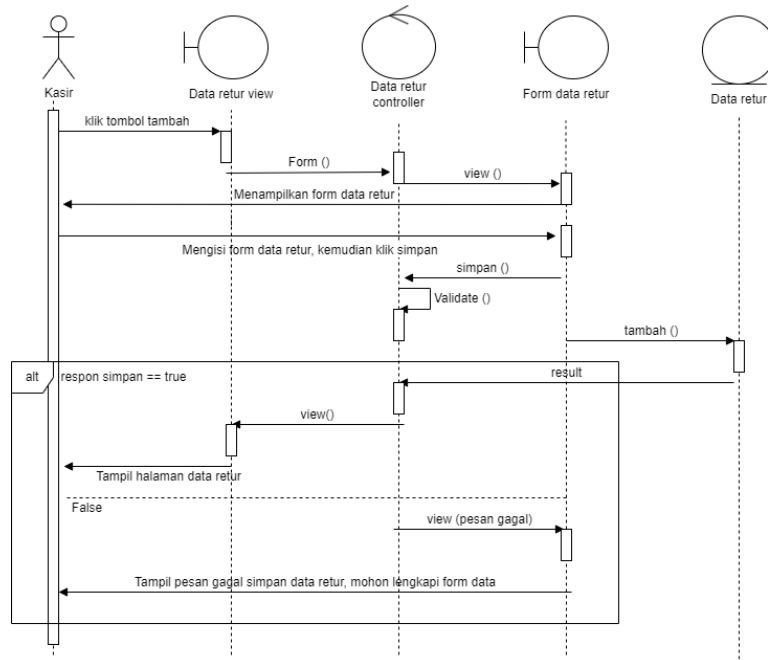 Kasir
Data retur view
Data retur
controller
Form data retur
Data retur
klik tombol tambah
Form ()
view ()
Menampilkan form data retur
Mengisi form data retur, kemudian klik simpan
simpan ()
Validate ()
tambah ()
alt
respon simpan == true
result
view()
Tampil halaman data retur
False
view (pesan gagal)
Tampil pesan gagal simpan data retur, mohon lengkapi form data